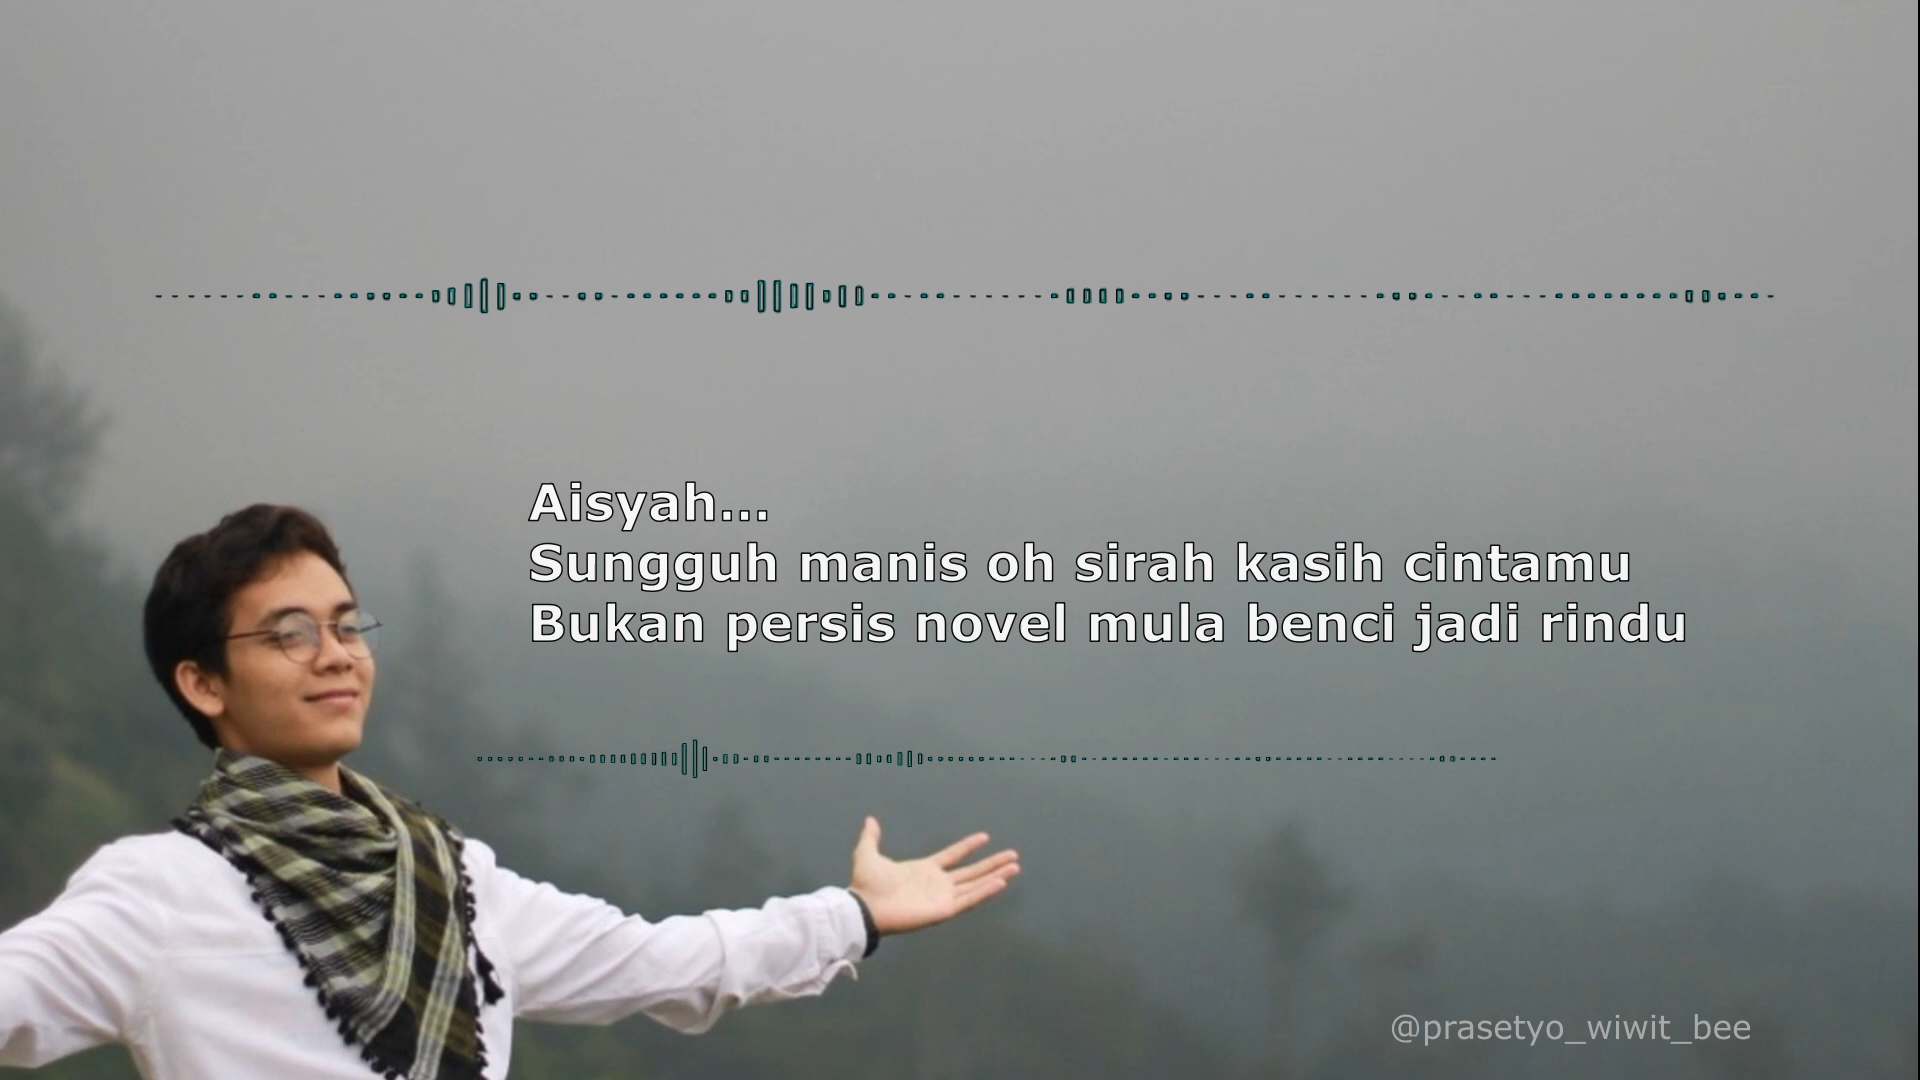 Aisyah...
Sungguh manis oh sirah kasih cintamu
Bukan persis novel mula benci jadi rindu
@prasetyo_wiwit_bee